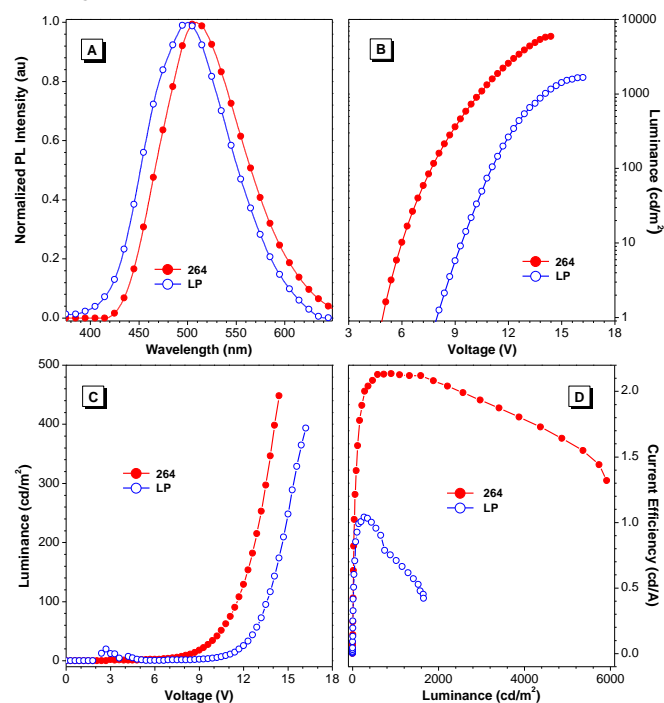 1.0
0.8
0.6
0.4
0.2
0.0
Normalized PL Intensity (au)
A
264
LP
400 450 500 550 600
Wavelength (nm)
10000
1000
100
10
1
Luminance (cd/m²)
B
264
LP
3 6 9 12 15 18
Voltage (V)
500
400
300
200
100
0
Luminance (cd/m²)
C
264
LP
0 3 6 9 12 15 18
Voltage (V)
2.0
1.5
1.0
0.5
0.0
Current Efficiency (cd/A)
D
264
LP
0 1000 2000 3000 4000 5000 6000
Luminance (cd/m²)